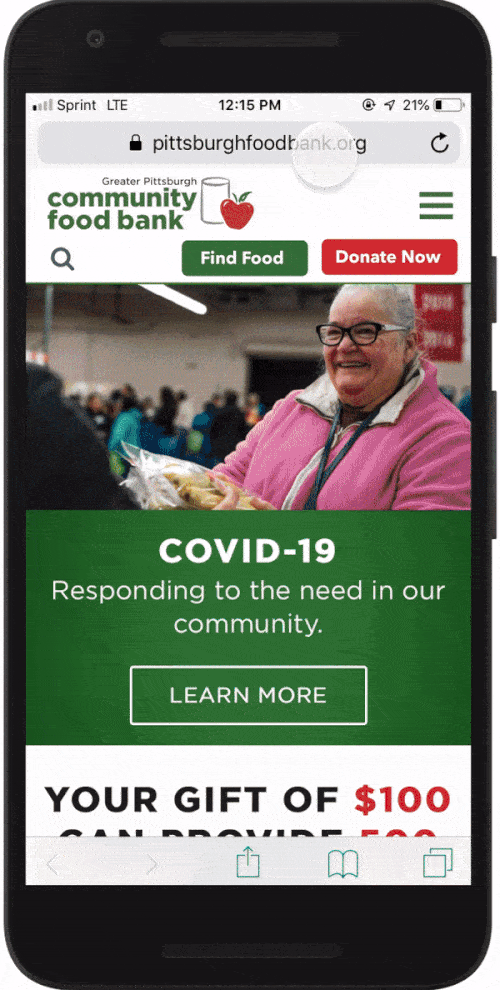 Sprint LTE 12:15 PM 21%
pittsburghfoodbank.org
Greater Pittsburgh
community
food bank
Find Food Donate Now
COVID-19
Responding to the need in our
community.
LEARN MORE
YOUR GIFT OF $100
CAN PROVIDE 500